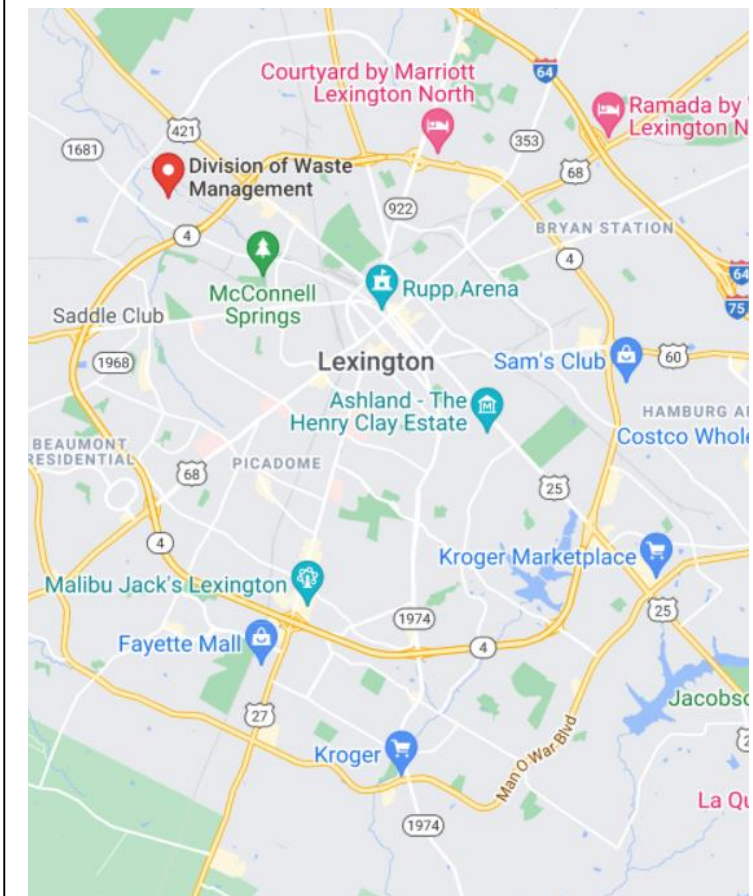 Courtyard by Marriott
Lexington North
64
Ramada by
Lexington N
421
353
1681
Division of Waste
Management
68
922
4
BRYAN STATION
4
McConnell
Springs
Rupp Arena
64
75
Saddle Club
1968
Lexington
Sam's Club
60
Ashland - The
Henry Clay Estate
HAMBURG A
Costco Whole
BEAUMONT
RESIDENTIAL
PICADOME
68
25
4
Kroger Marketplace
Malibu Jack's Lexington
1974
25
Fayette Mall
4
27
Jacobso
Kroger
Man O War Blvd
La Qu
1974